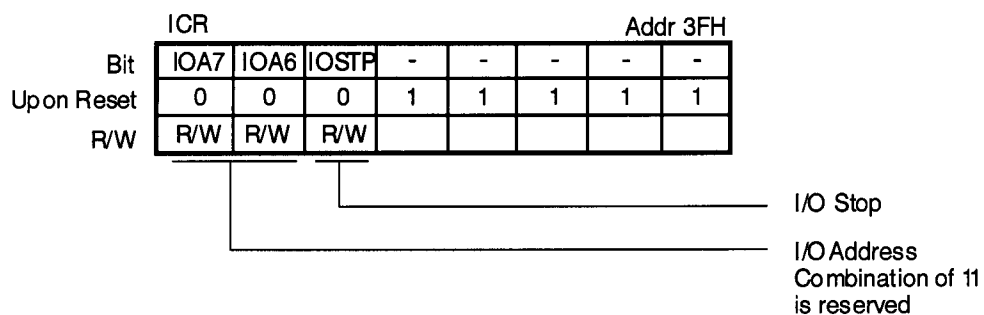 ICR Addr 3FH
Bit IOA7 IOA6 IOSTP - - - - -
Upon Reset 0 0 0 1 1 1 1 1
R/W R/W R/W R/W
I/O Stop
I/O Address
Combination of 11
is reserved